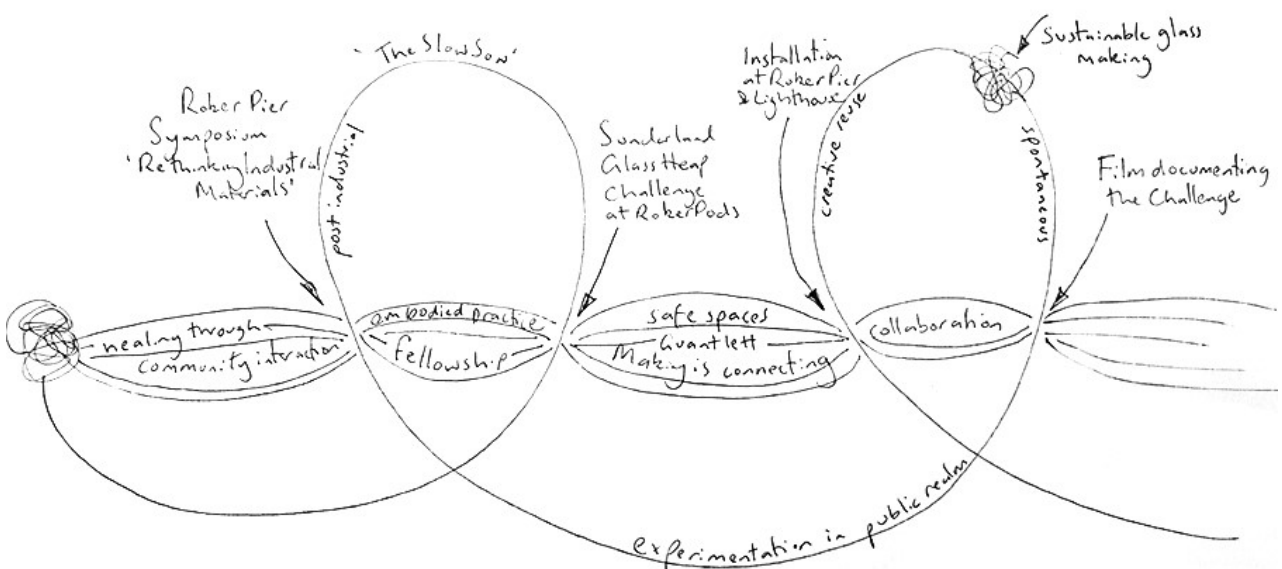 'The Slow Son'
Roker Pier
Symposium
'Rethinking Industrial
Materials'
post industrial
Sunderland
Glass Heap
Challenge
at Roker Pods
Installation
at Roker Pier
& Lighthouse
creative reuse
Sustainable glass
making
spontaneous
Film documenting
the Challenge
healing through
community interaction
embodied practice
Fellowship
safe spaces
Guantlett
Making is connecting
collaboration
experimentation in public realm